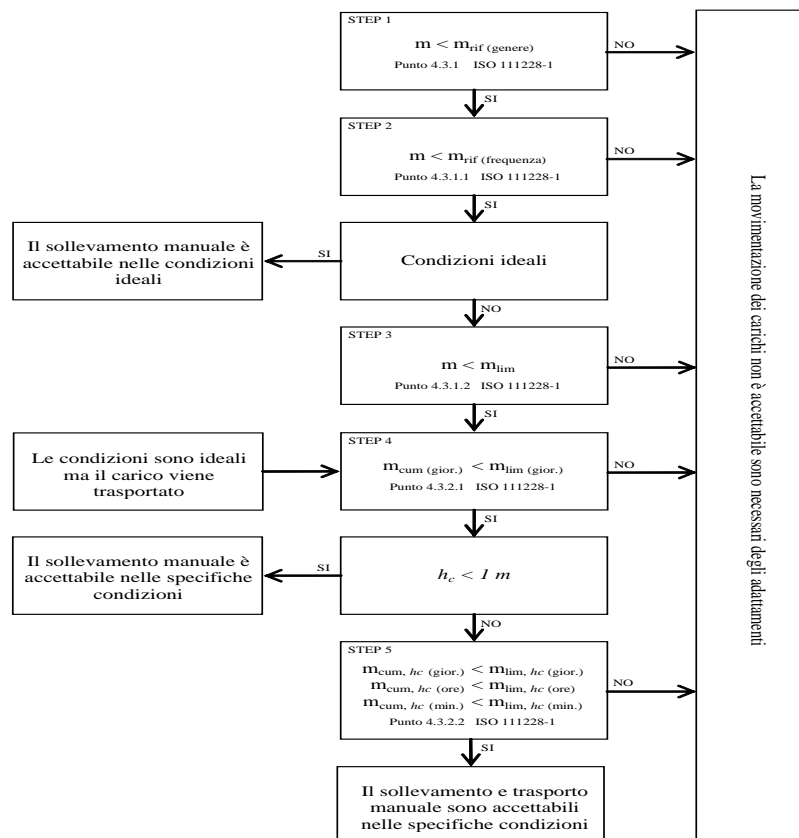 STEP 1
m < mrif (genere)
Punto 4.3.1 ISO 111228-1
NO
SI
STEP 2
m < mrif (frequenza)
Punto 4.3.1.1 ISO 111228-1
NO
SI
Il sollevamento manuale è
accettabile nelle condizioni
ideali
SI
Condizioni ideali
NO
STEP 3
m < mlim
Punto 4.3.1.2 ISO 111228-1
NO
SI
Le condizioni sono ideali
ma il carico viene
trasportato
STEP 4
mcum (gior.) < mlim (gior.)
Punto 4.3.2.1 ISO 111228-1
NO
SI
Il sollevamento manuale è
accettabile nelle specifiche
condizioni
SI
hc < 1 m
NO
STEP 5
mcum, hc (gior.) < mlim, hc (gior.)
mcum, hc (ore) < mlim, hc (ore)
mcum, hc (min.) < mlim, hc (min.)
Punto 4.3.2.2 ISO 111228-1
NO
SI
Il sollevamento e trasporto
manuale sono accettabili
nelle specifiche condizioni
La movimentazione dei carichi non è accettabile sono necessari degli adattamenti